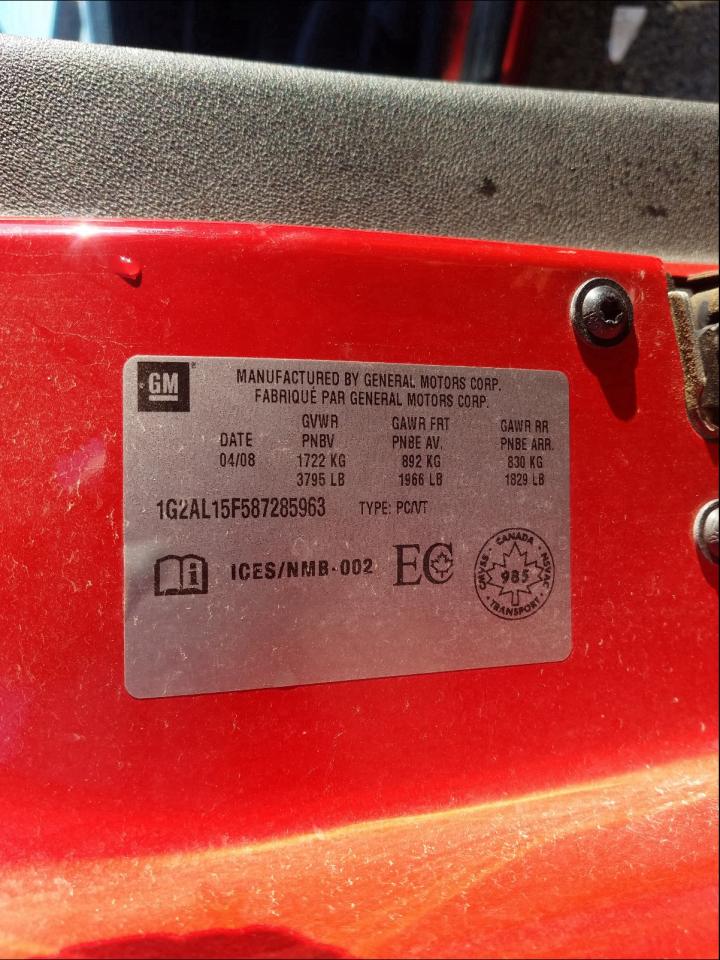 GM
MANUFACTURED BY GENERAL MOTORS CORP.
FABRIQUÉ PAR GENERAL MOTORS CORP.
GVWR GAWR FRT GAWR RR
DATE PNBV PNBE AV. PNBE ARR.
04/08 1722 KG 892 KG 830 KG
3795 LB 1966 LB 1829 LB
1G2AL15F587285963 TYPE: PC/VT
i ICES/NMB-002 EC
CANADA
CMVSS 985 NSVAC
TRANSPORT